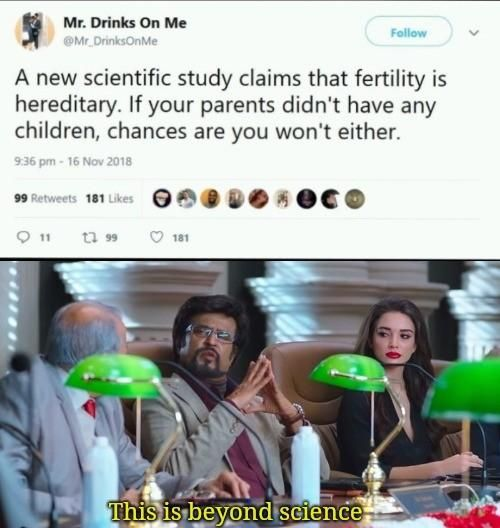 Mr. Drinks On Me
@Mr_DrinksOnMe
Follow
A new scientific study claims that fertility is
hereditary. If your parents didn't have any
children, chances are you won't either.
9:36 pm - 16 Nov 2018
99 Retweets 181 Likes
11 99 181
This is beyond science